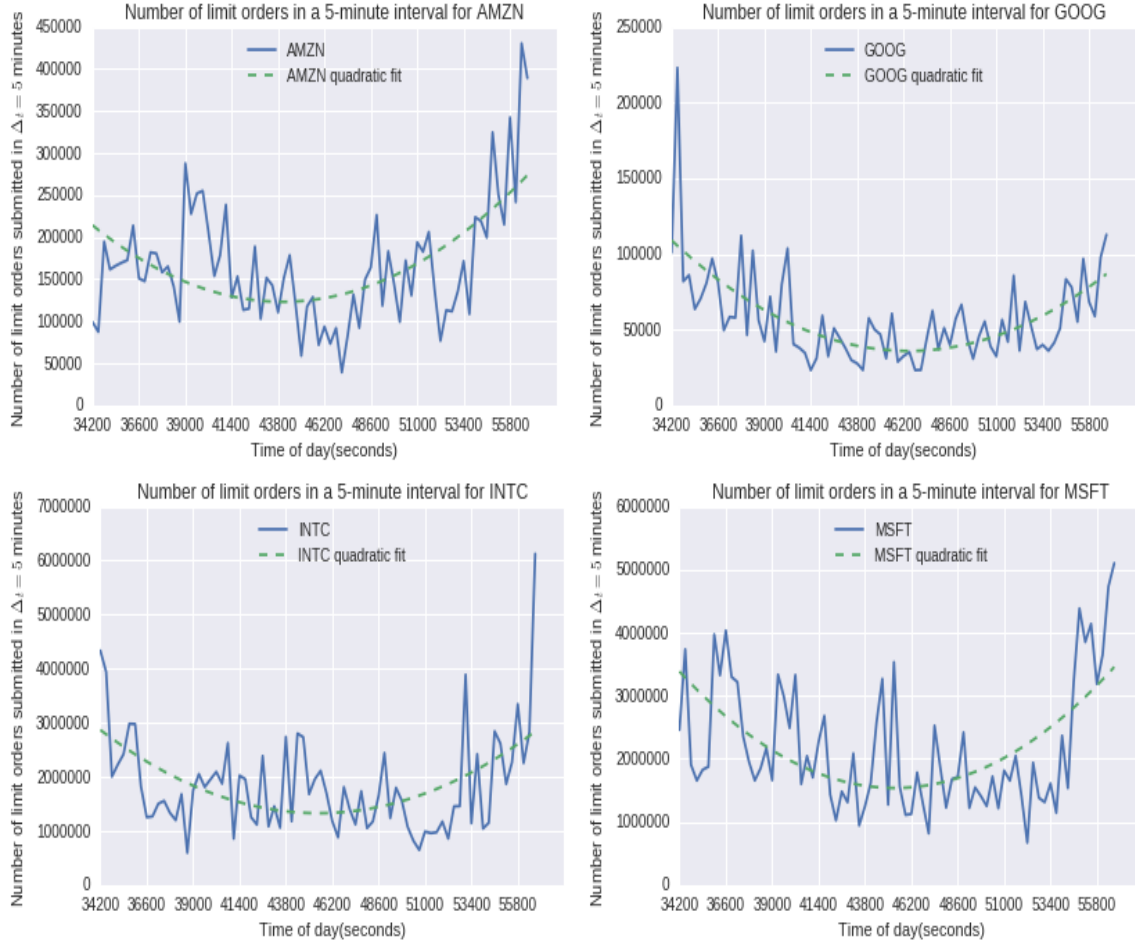 Number of limit orders in a 5-minute interval for AMZN
Number of limit orders submitted in Δₜ = 5 minutes
450000
400000
350000
300000
250000
200000
150000
100000
50000
0
AMZN
AMZN quadratic fit
34200 36600 39000 41400 43800 46200 48600 51000 53400 55800
Time of day(seconds)
Number of limit orders in a 5-minute interval for GOOG
Number of limit orders submitted in Δₜ = 5 minutes
250000
200000
150000
100000
50000
0
GOOG
GOOG quadratic fit
34200 36600 39000 41400 43800 46200 48600 51000 53400 55800
Time of day(seconds)
Number of limit orders in a 5-minute interval for INTC
Number of limit orders submitted in Δₜ = 5 minutes
7000000
6000000
5000000
4000000
3000000
2000000
1000000
0
INTC
INTC quadratic fit
34200 36600 39000 41400 43800 46200 48600 51000 53400 55800
Time of day(seconds)
Number of limit orders in a 5-minute interval for MSFT
Number of limit orders submitted in Δₜ = 5 minutes
6000000
5000000
4000000
3000000
2000000
1000000
0
MSFT
MSFT quadratic fit
34200 36600 39000 41400 43800 46200 48600 51000 53400 55800
Time of day(seconds)